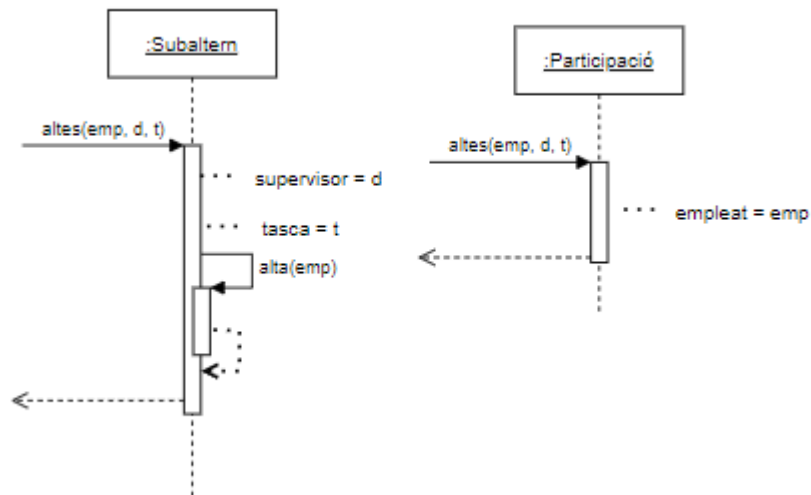 :Subaltern
altes(emp, d, t)
supervisor = d
tasca = t
alta(emp)
:Participació
altes(emp, d, t)
empleat = emp